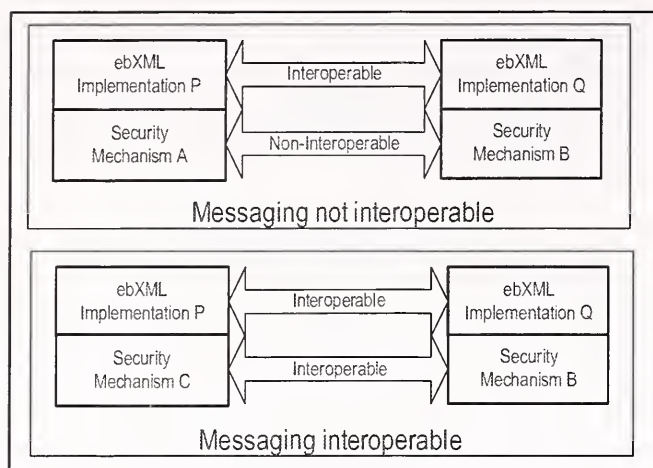 ebXML
Implementation P
Interoperable
ebXML
Implementation Q
Security
Mechanism A
Non-Interoperable
Security
Mechanism B
Messaging not interoperable
ebXML
Implementation P
Interoperable
ebXML
Implementation Q
Security
Mechanism C
Interoperable
Security
Mechanism B
Messaging interoperable